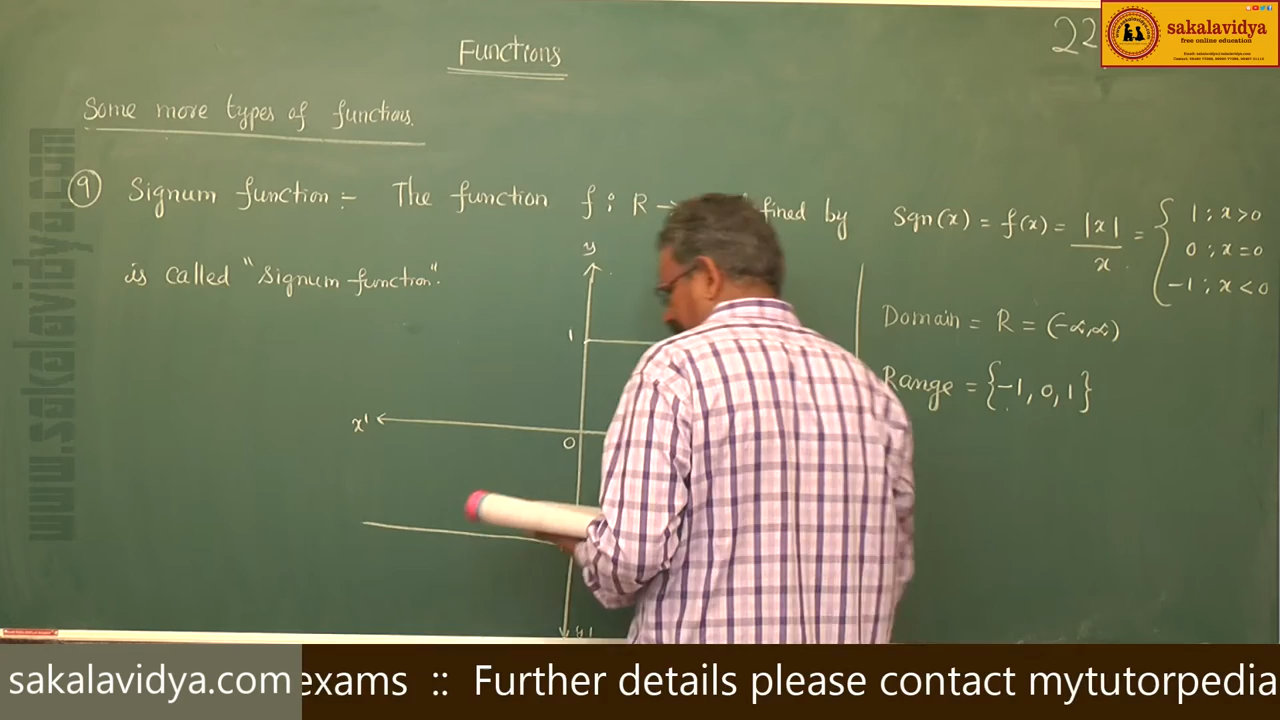 Functions
22
sakalavidya
free online education
Some more types of functions.
9 Signum function :- The function f : R → fined by
Sgn(x) = f(x) = |x| / x = { 1 ; x > 0
0 ; x = 0
-1 ; x < 0
is called "signum function".
y
1
x'
0
y'
Domain = R = (-∝, ∝)
Range = {-1, 0, 1}
www.sakalavidya.com
sakalavidya.com exams :: Further details please contact mytutorpedia